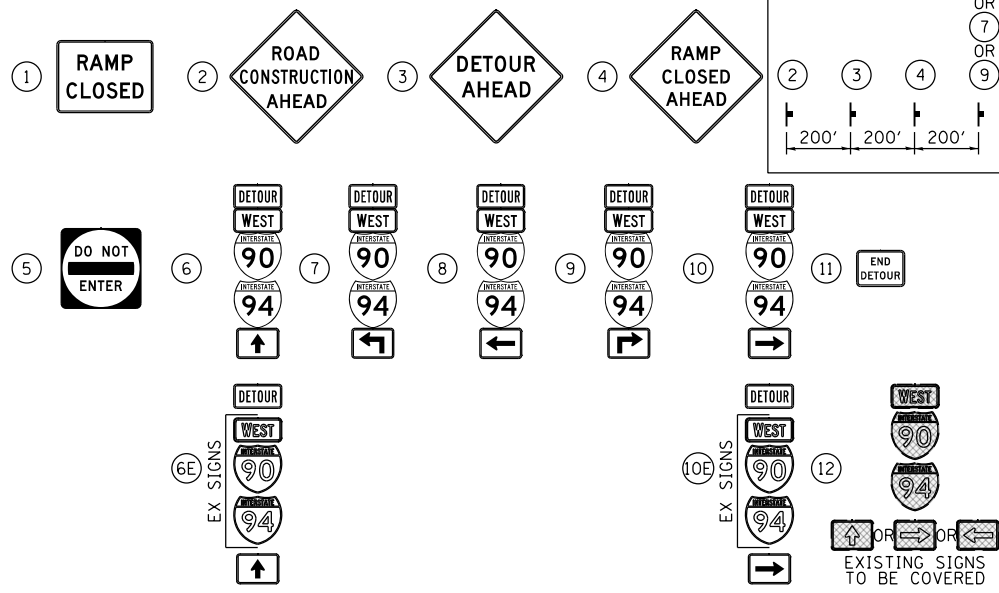 OR
7
OR
1
RAMP
CLOSED
2
ROAD
CONSTRUCTION
AHEAD
3
DETOUR
AHEAD
4
RAMP
CLOSED
AHEAD
2 3 4 9
200' 200' 200'
5
DO NOT
ENTER
6
DETOUR
WEST
INTERSTATE
90
INTERSTATE
94
7
DETOUR
WEST
INTERSTATE
90
INTERSTATE
94
8
DETOUR
WEST
INTERSTATE
90
INTERSTATE
94
9
DETOUR
WEST
INTERSTATE
90
INTERSTATE
94
10
DETOUR
WEST
INTERSTATE
90
INTERSTATE
94
11
END
DETOUR
6E
EX SIGNS
DETOUR
WEST
INTERSTATE
90
INTERSTATE
94
10E
EX SIGNS
DETOUR
WEST
INTERSTATE
90
INTERSTATE
94
12
WEST
90
94
OR OR
EXISTING SIGNS
TO BE COVERED